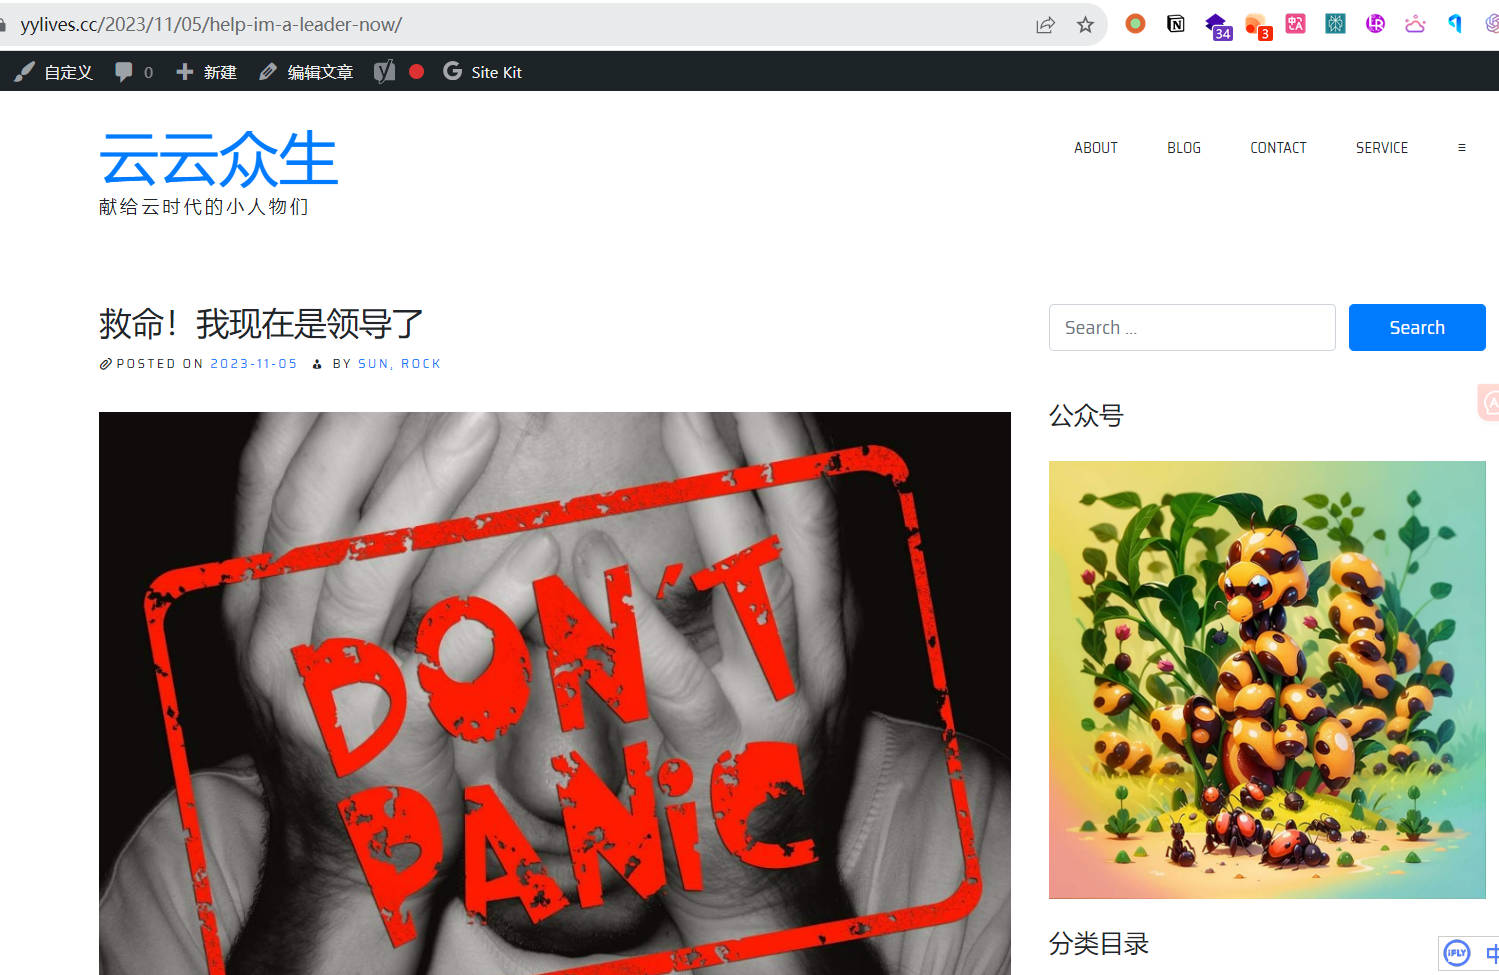 yylives.cc/2023/11/05/help-im-a-leader-now/
34
3
自定义 0 新建 编辑文章 Site Kit
云云众生
献给云时代的小人物们
ABOUT BLOG CONTACT SERVICE ≡
救命！我现在是领导了
POSTED ON 2023-11-05 BY SUN, ROCK
Search ...
Search
公众号
DON'T
PANIC
分类目录
iFLY 中